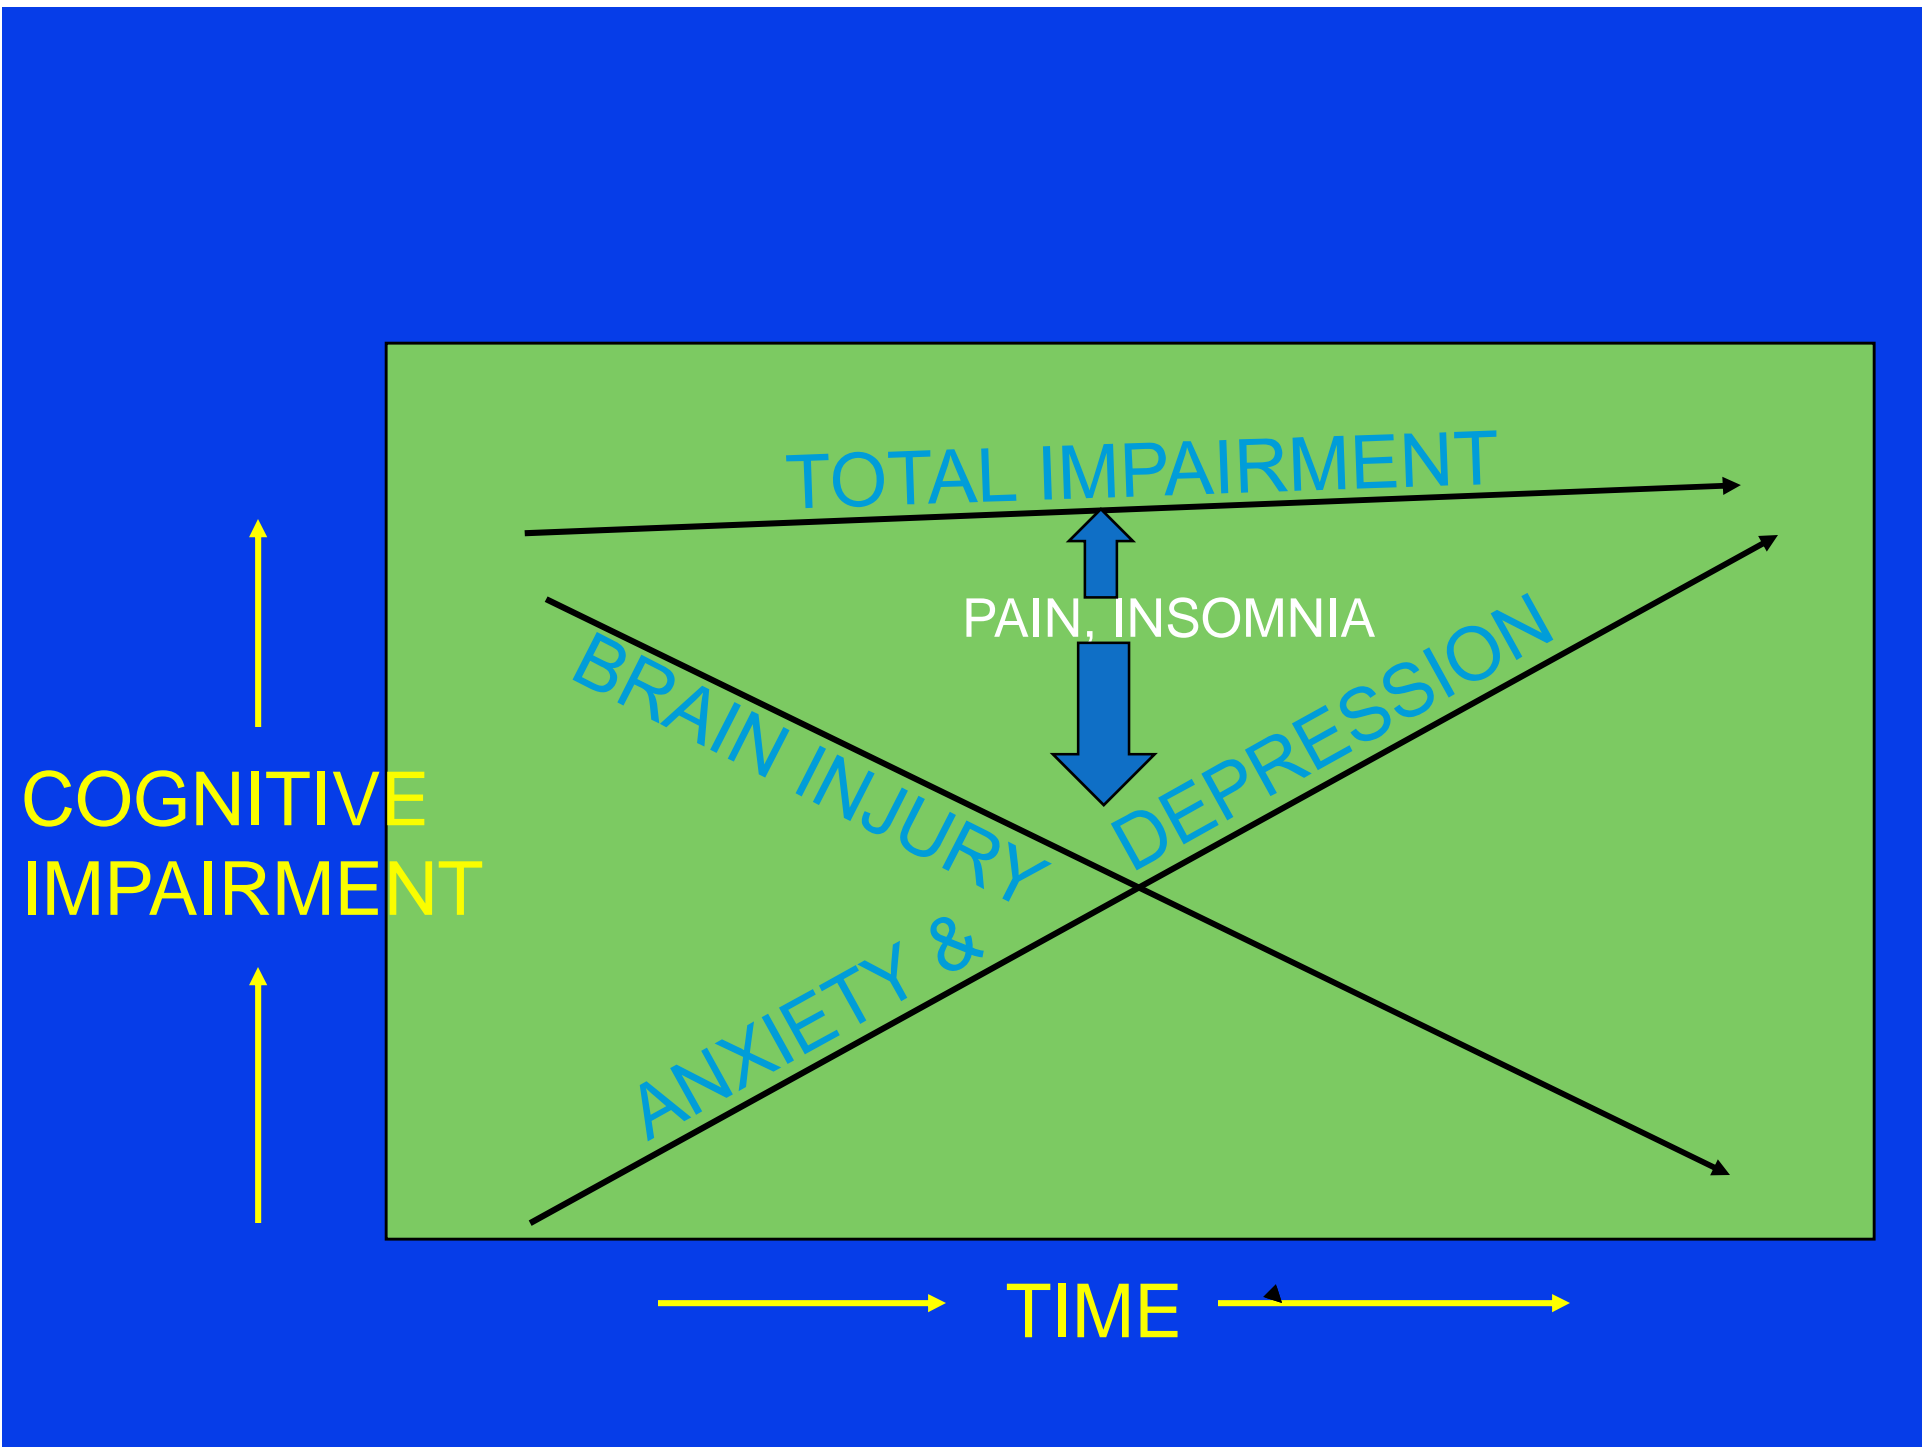 TOTAL IMPAIRMENT
PAIN, INSOMNIA
BRAIN INJURY
ANXIETY & DEPRESSION
COGNITIVE
IMPAIRMENT
TIME